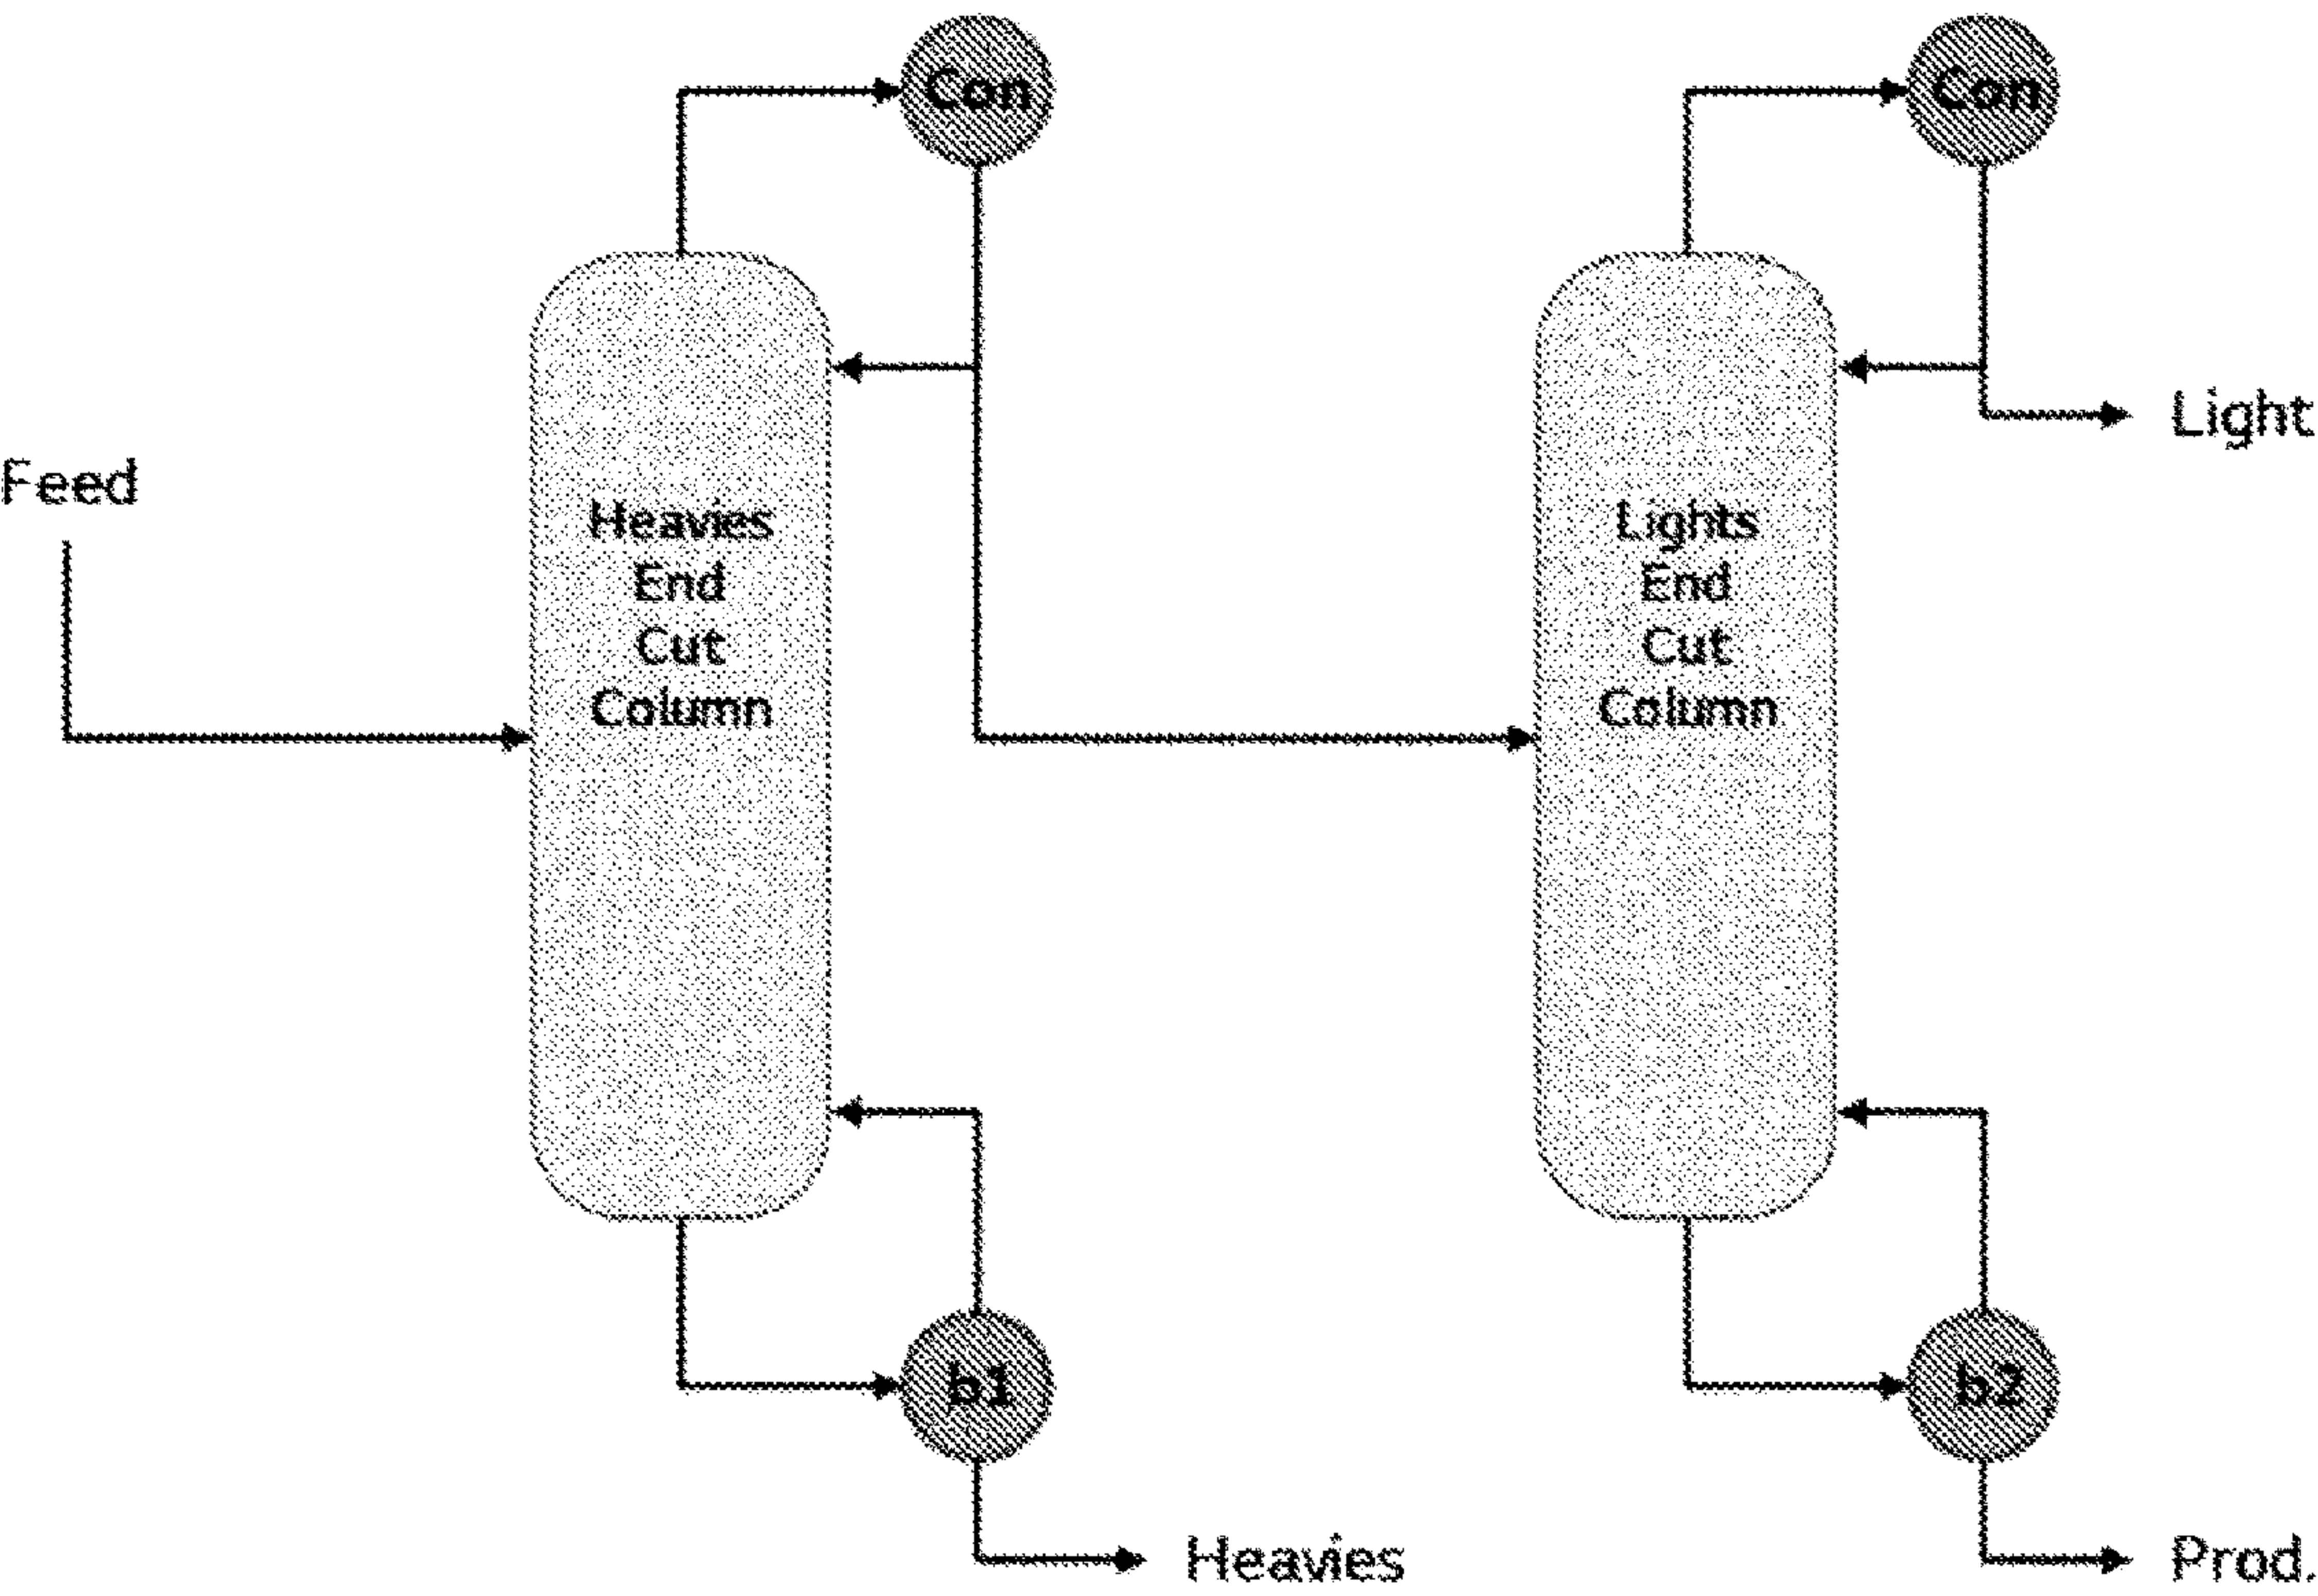 Con
Con
Light
Feed
Heavies
End
Cut
Column
Lights
End
Cut
Column
b1
b2
Heavies
Prod.